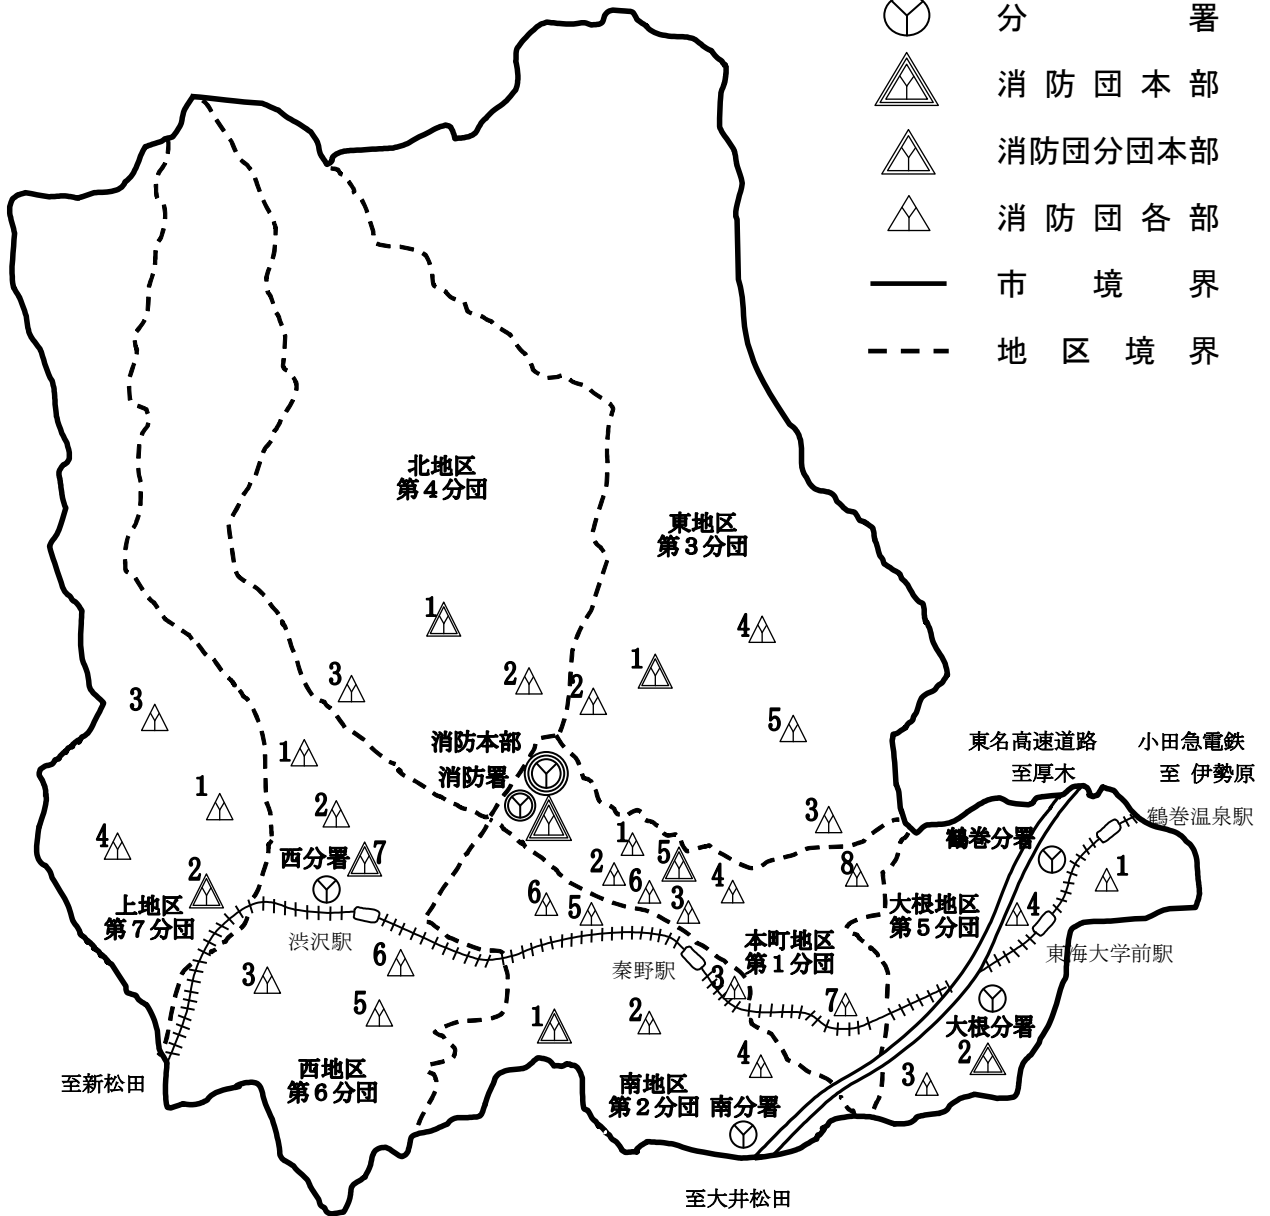 分署
消防団本部
消防団分団本部
消防団各部
市境界
地区境界
北地区
第4分団
東地区
第3分団
1
4
3
2
2
1
3
5
消防本部
東名高速道路
小田急電鉄
消防署
至厚木
至 伊勢原
1
1
2
3
鶴巻温泉駅
4
1
鶴巻分署
西分署
7
2
5
8
1
2
6
4
上地区
第7分団
6
5
3
大根地区
第5分団
4
渋沢駅
本町地区
第1分団
東海大学前駅
秦野駅
6
3
3
5
1
2
7
大根分署
2
4
3
至新松田
西地区
第6分団
南地区
第2分団
南分署
至大井松田